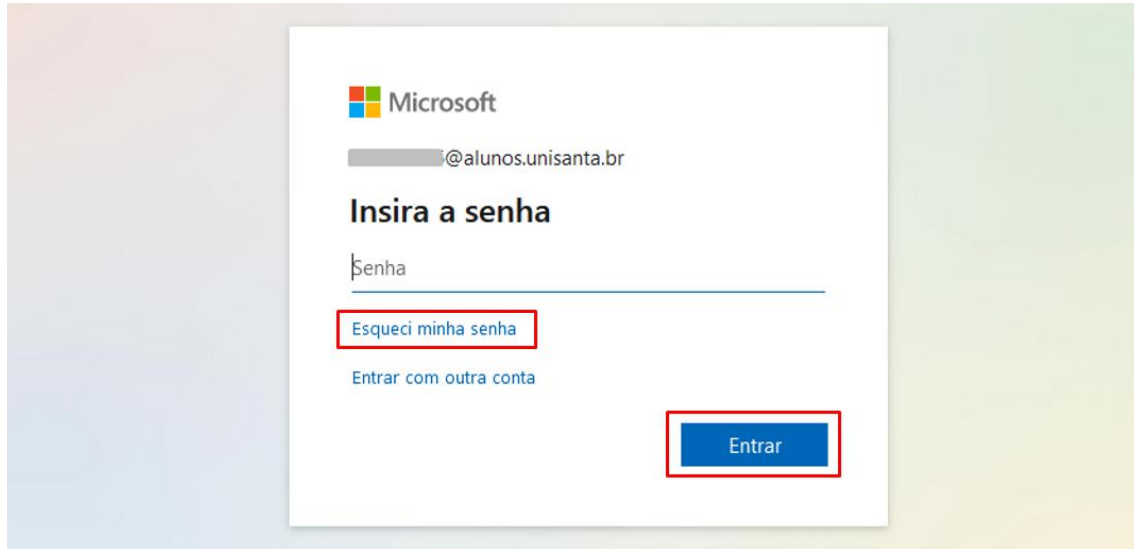 Microsoft
@alunos.unisanta.br
Insira a senha
Senha
Esqueci minha senha
Entrar com outra conta
Entrar